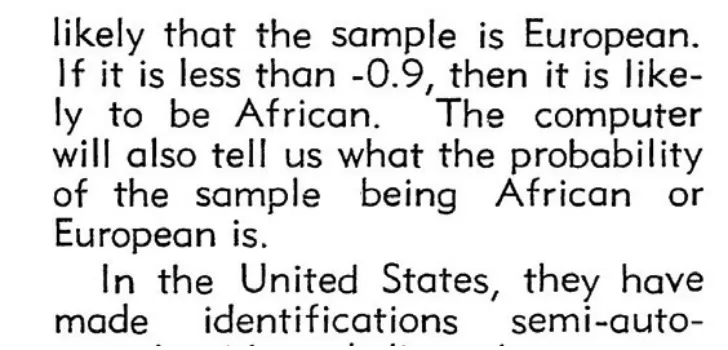 likely that the sample is European.
If it is less than -0.9, then it is like-
ly to be African. The computer
will also tell us what the probability
of the sample being African or
European is.
In the United States, they have
made identifications semi-auto-